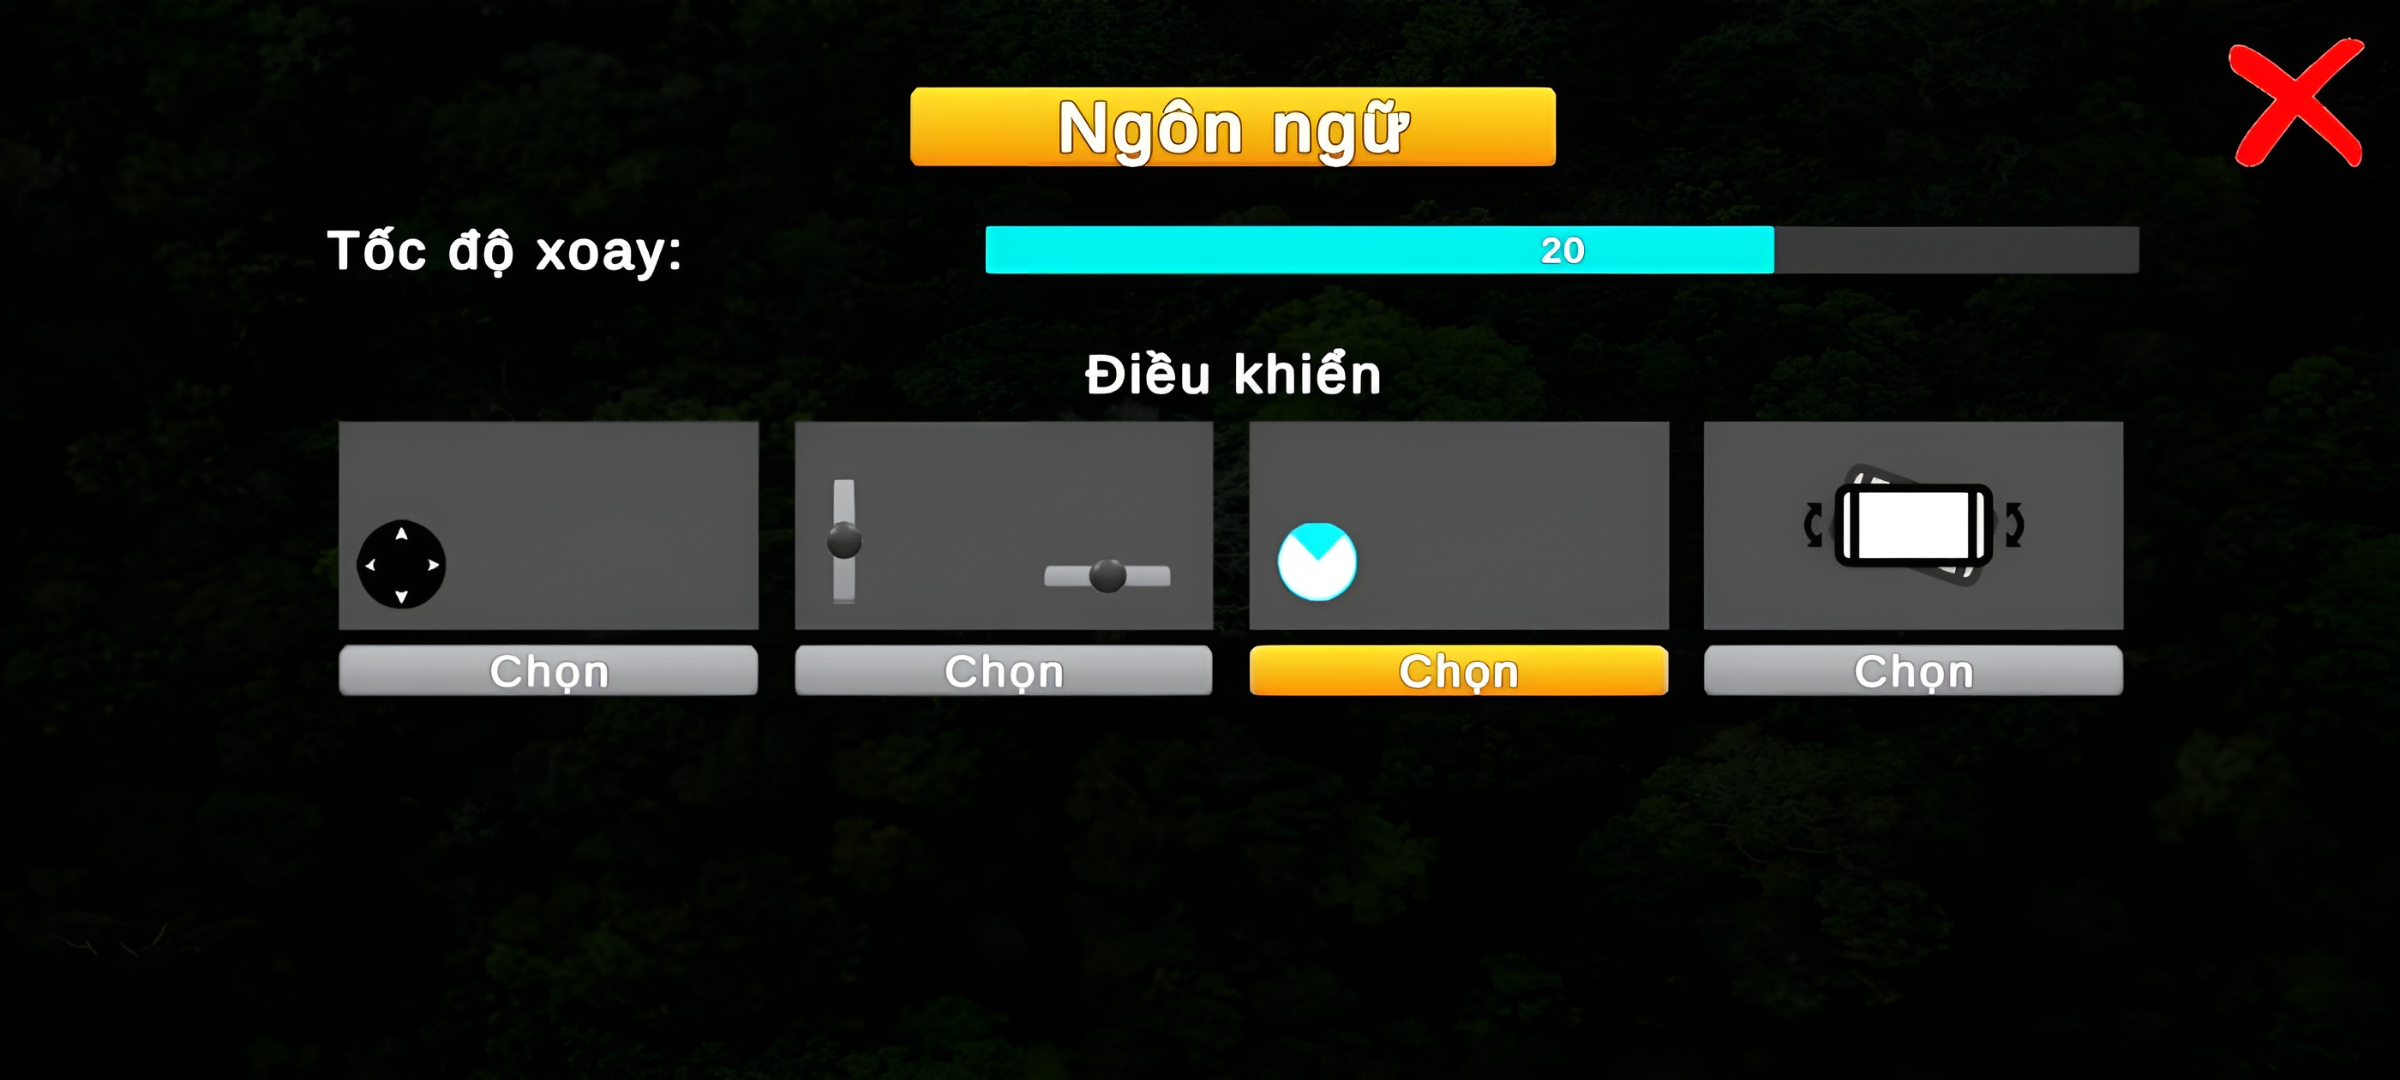 Ngôn ngữ
Tốc độ xoay:
20
Điều khiển
Chọn
Chọn
Chọn
Chọn